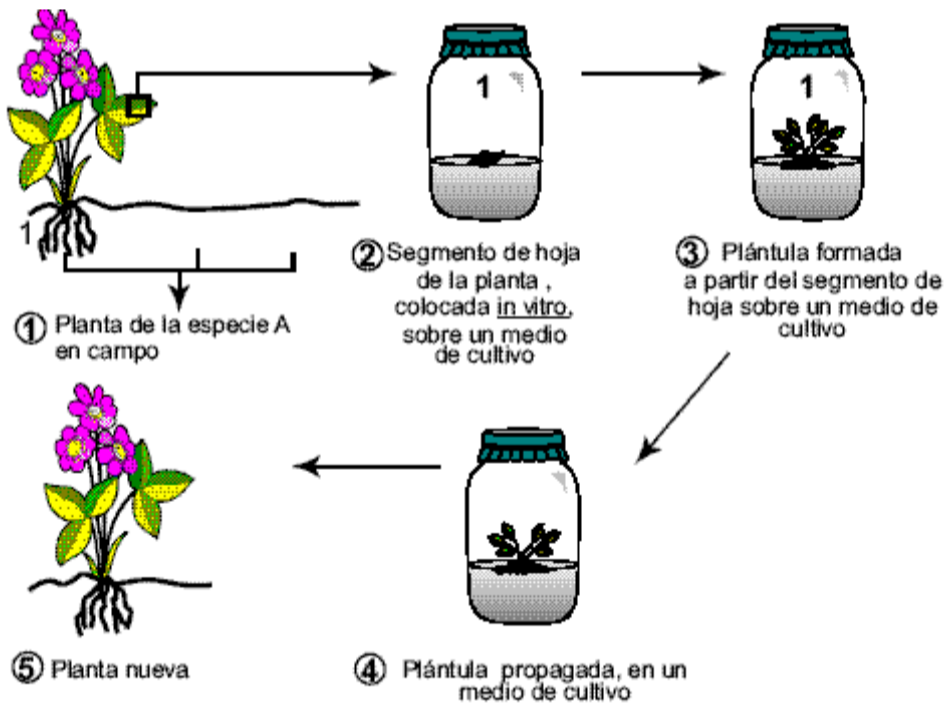 1
1
1
① Planta de la especie A
en campo
② Segmento de hoja
de la planta ,
colocada in vitro,
sobre un medio
de cultivo
③ Plántula formada
a partir del segmento de
hoja sobre un medio de
cultivo
④ Plántula propagada, en un
medio de cultivo
⑤ Planta nueva